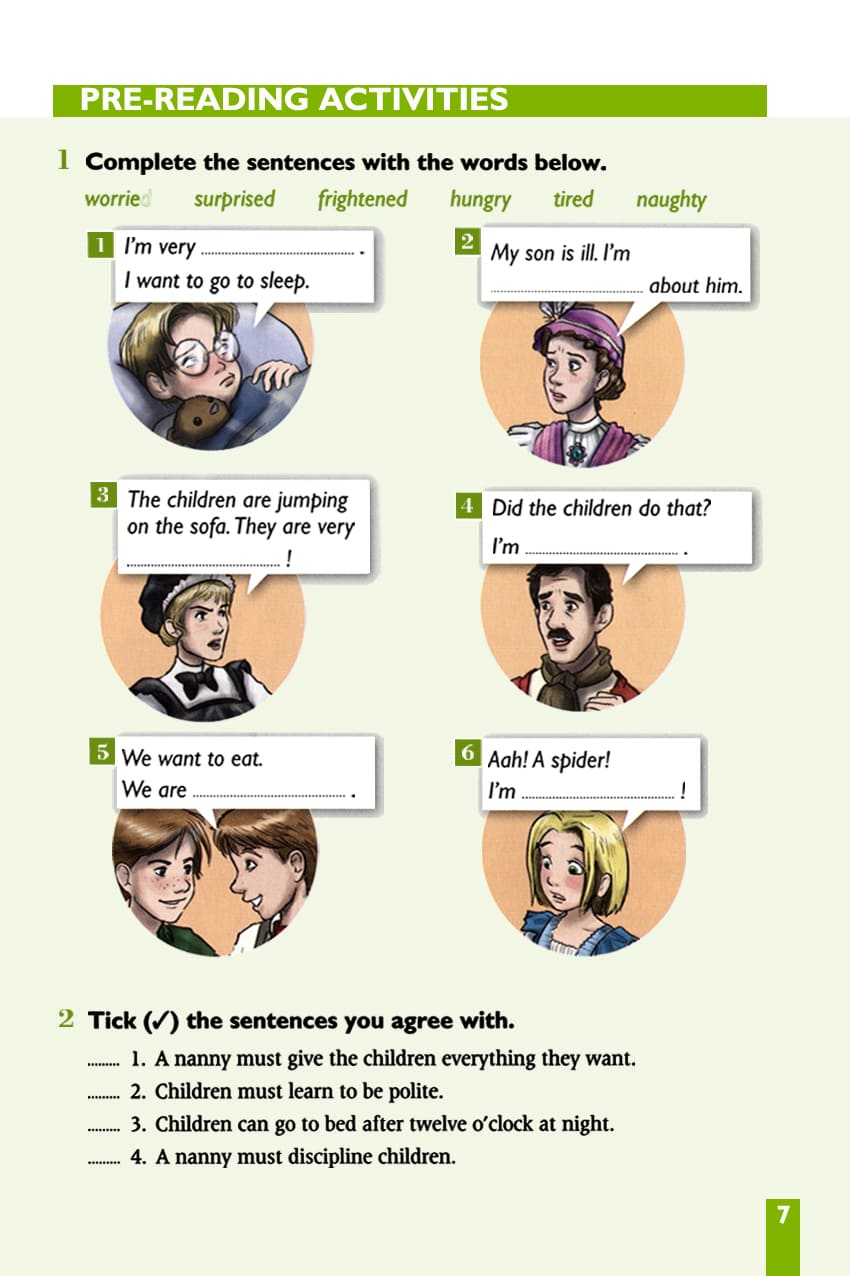 PRE-READING ACTIVITIES
1 Complete the sentences with the words below.
worried surprised frightened hungry tired naughty
1 I'm very .............................................. .
I want to go to sleep.
2 My son is ill. I'm
.............................................. about him.
3 The children are jumping
on the sofa. They are very
.............................................. !
4 Did the children do that?
I'm .............................................. .
5 We want to eat.
We are .............................................. .
6 Aah! A spider!
I'm .............................................. !
2 Tick (✓) the sentences you agree with.
......... 1. A nanny must give the children everything they want.
......... 2. Children must learn to be polite.
......... 3. Children can go to bed after twelve o'clock at night.
......... 4. A nanny must discipline children.
7